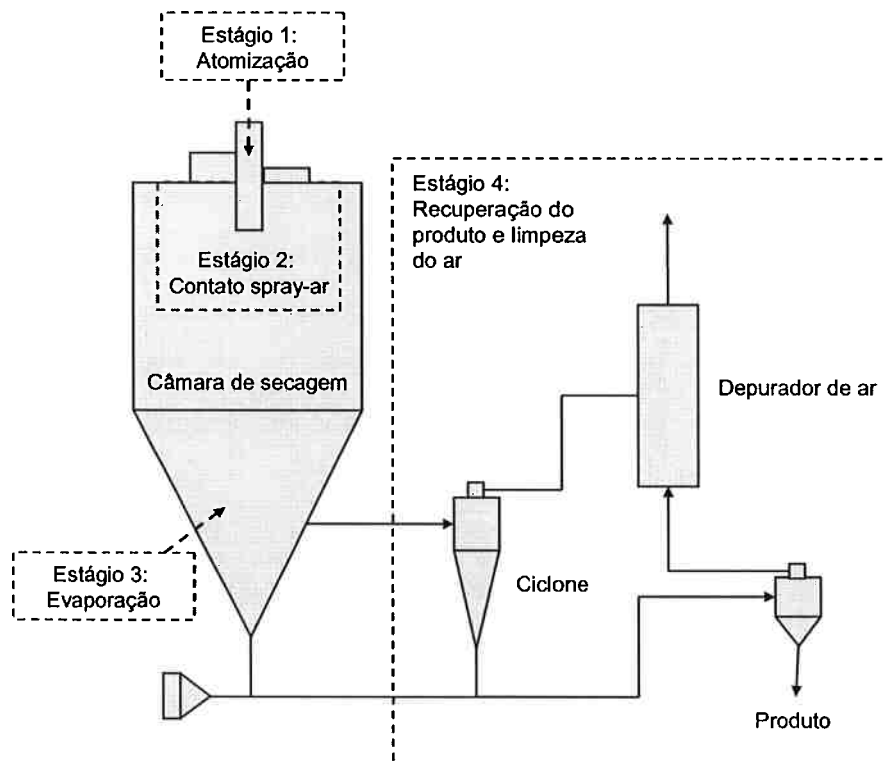 Estágio 1:
Atomização
Estágio 4:
Recuperação do
produto e limpeza
do ar
Estágio 2:
Contato spray-ar
Câmara de secagem
Depurador de ar
Estágio 3:
Evaporação
Ciclone
Produto